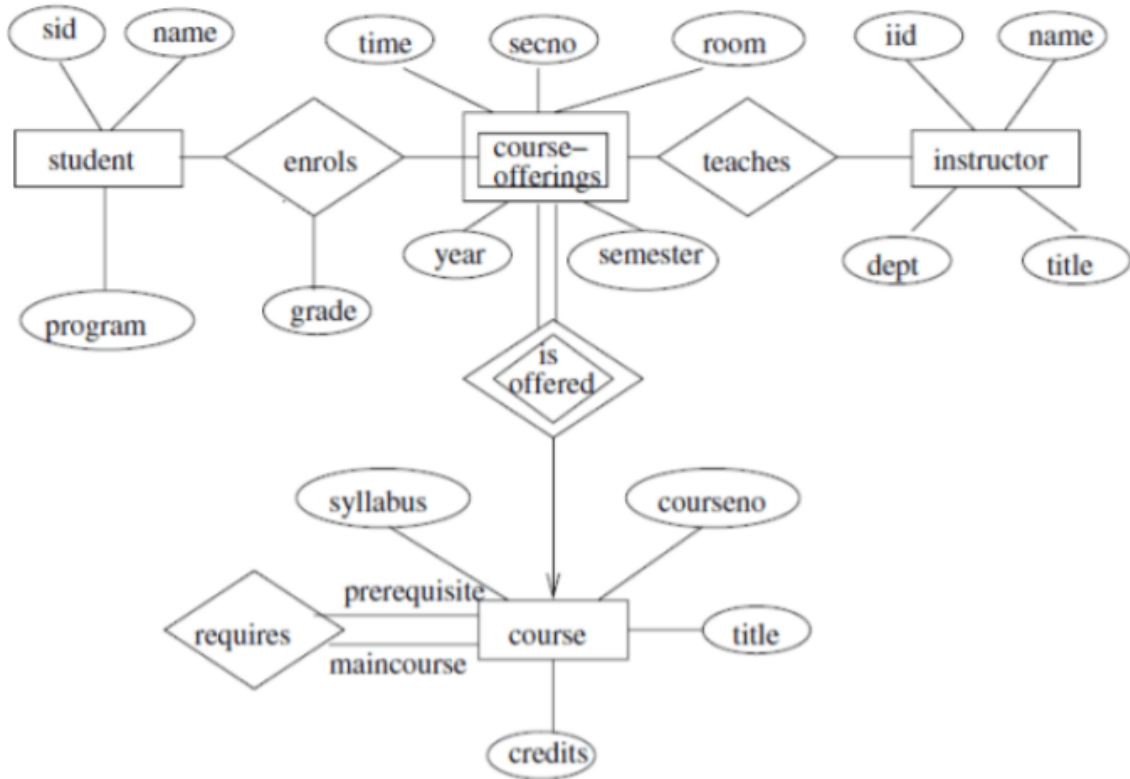 sid
name
time
secno
room
iid
name
student
enrols
course-
offerings
teaches
instructor
year
semester
dept
title
program
grade
is
offered
syllabus
courseno
prerequisite
requires
course
title
maincourse
credits